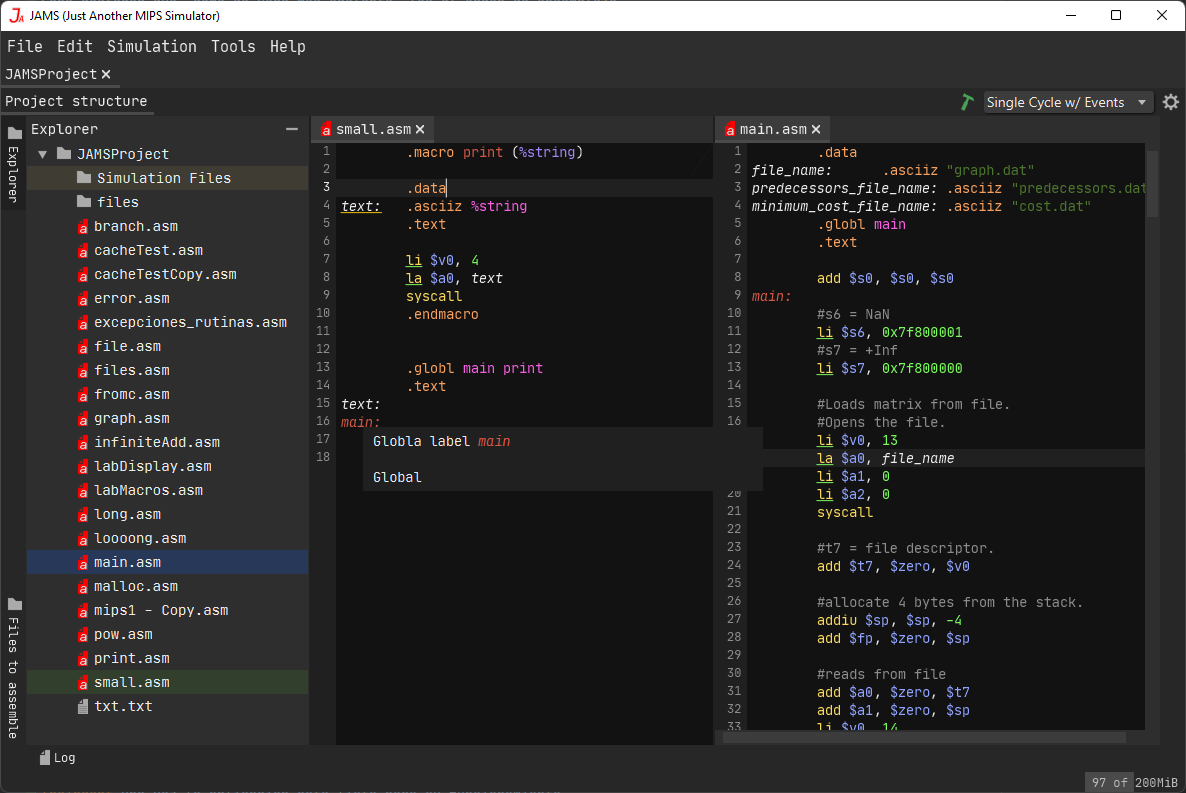 JAMS (Just Another MIPS Simulator)
File Edit Simulation Tools Help
JAMSProject
Project structure
Single Cycle w/ Events
Explorer
Files to assemble
Explorer
JAMSProject
Simulation Files
files
branch.asm
cacheTest.asm
cacheTestCopy.asm
error.asm
excepciones_rutinas.asm
file.asm
files.asm
fromc.asm
graph.asm
infiniteAdd.asm
labDisplay.asm
labMacros.asm
long.asm
loooong.asm
main.asm
malloc.asm
mips1 - Copy.asm
pow.asm
print.asm
small.asm
txt.txt
small.asm
1 .macro print (%string)
2
3 .data
4 text: .asciiz %string
5 .text
6
7 li $v0, 4
8 la $a0, text
9 syscall
10 .endmacro
11
12
13 .globl main print
14 .text
15 text:
16 main:
17
18
Globla label main
Global
main.asm
1 .data
2 file_name: .asciiz "graph.dat"
3 predecessors_file_name: .asciiz "predecessors.dat
4 minimum_cost_file_name: .asciiz "cost.dat"
5 .globl main
6 .text
7
8 add $s0, $s0, $s0
9 main:
10 #s6 = NaN
11 li $s6, 0x7f800001
12 #s7 = +Inf
13 li $s7, 0x7f800000
14
15 #Loads matrix from file.
16 #Opens the file.
li $v0, 13
la $a0, file_name
li $a1, 0
20 li $a2, 0
21 syscall
22
23 #t7 = file descriptor.
24 add $t7, $zero, $v0
25
26 #allocate 4 bytes from the stack.
27 addiu $sp, $sp, -4
28 add $fp, $zero, $sp
29
30 #reads from file
31 add $a0, $zero, $t7
32 add $a1, $zero, $sp
33 li $v0, 14
Log
97 of 200MiB